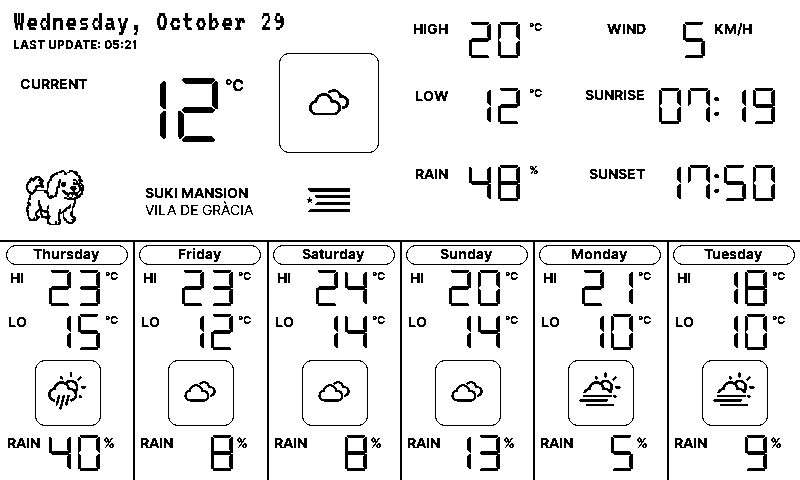 Wednesday, October 29
LAST UPDATE: 05:21
CURRENT 12 °C
SUKI MANSION
VILA DE GRÀCIA
HIGH 20 °C
LOW 12 °C
RAIN 48 %
WIND 5 KM/H
SUNRISE 07:19
SUNSET 17:50
Thursday
HI 23 °C
LO 15 °C
RAIN 40 %
Friday
HI 23 °C
LO 12 °C
RAIN 8 %
Saturday
HI 24 °C
LO 14 °C
RAIN 8 %
Sunday
HI 20 °C
LO 14 °C
RAIN 13 %
Monday
HI 21 °C
LO 10 °C
RAIN 5 %
Tuesday
HI 18 °C
LO 10 °C
RAIN 9 %